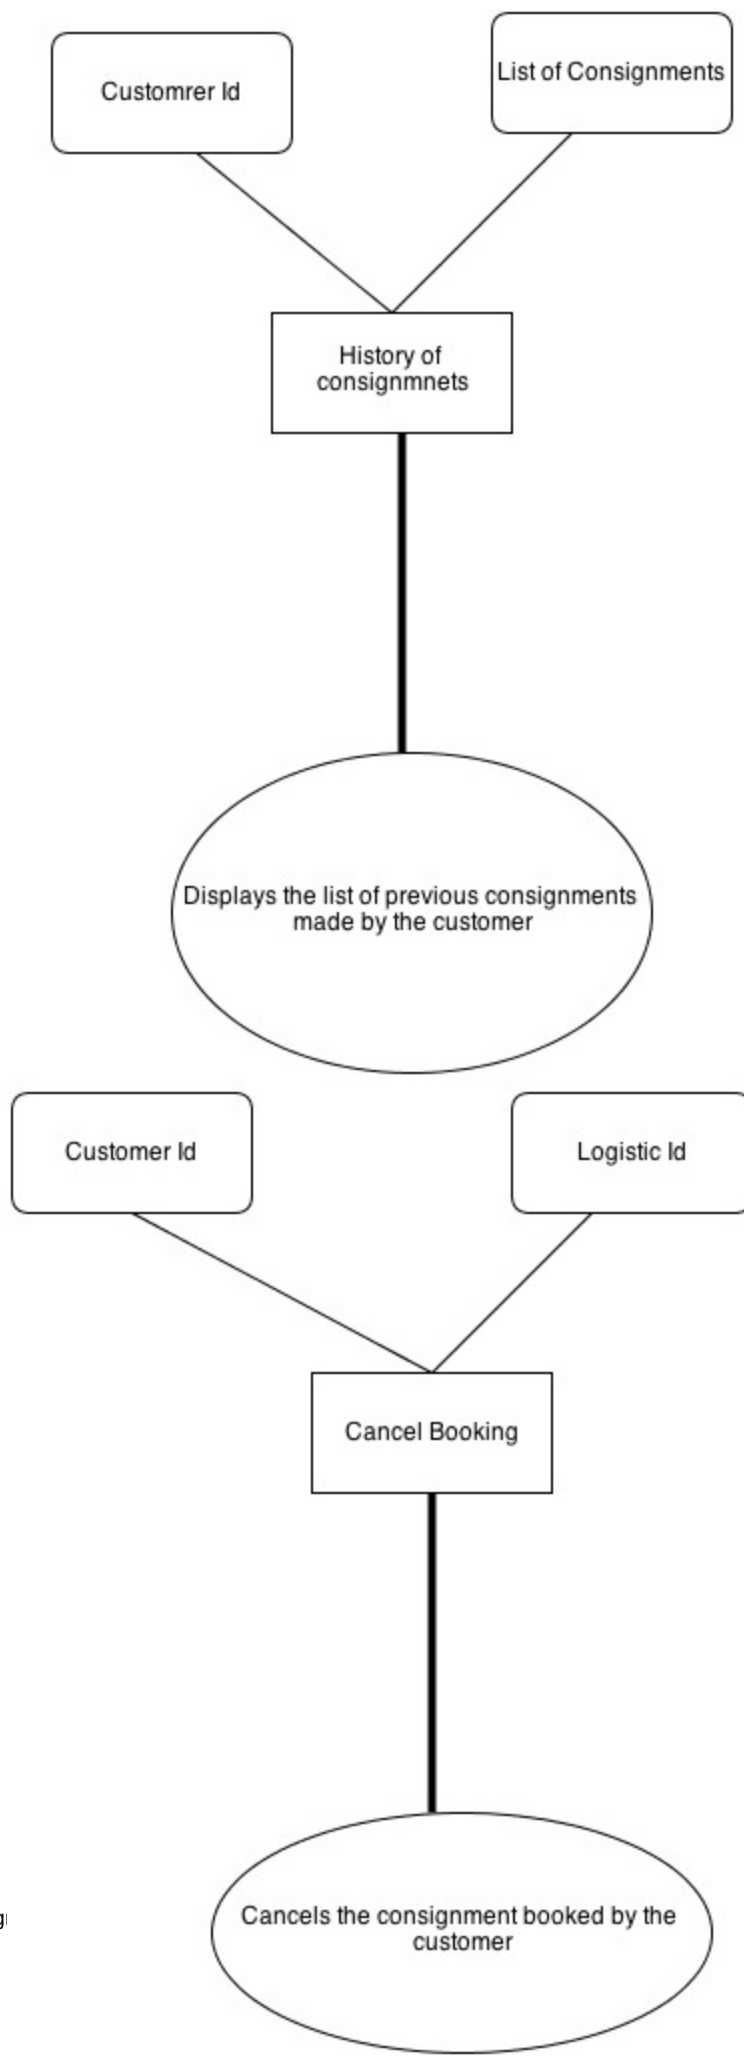 Customrer Id
List of Consignments
History of
consignmnets
Displays the list of previous consignments
made by the customer
Customer Id
Logistic Id
Cancel Booking
Cancels the consignment booked by the
customer